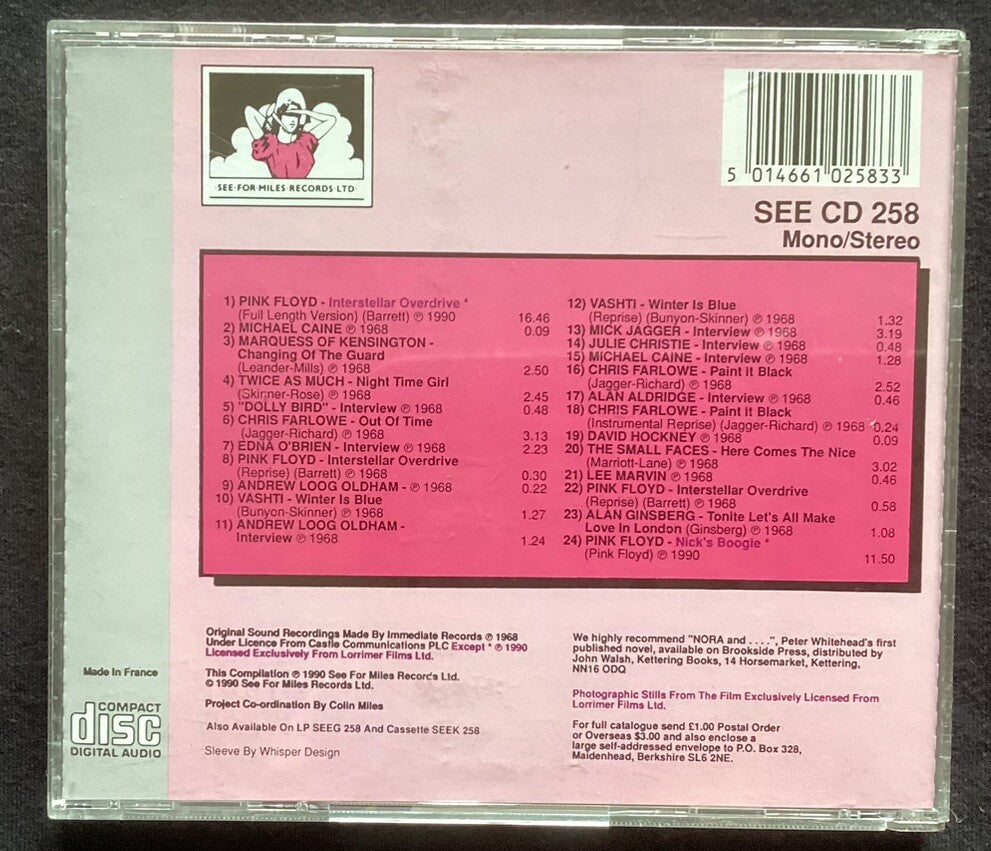 ·SEE·FOR·MILES·RECORDS·LTD·
5 014661 025833
SEE CD 258
Mono/Stereo
1) PINK FLOYD - Interstellar Overdrive *
(Full Length Version) (Barrett) ℗ 1990 16.46
2) MICHAEL CAINE ℗ 1968 0.09
3) MARQUESS OF KENSINGTON -
Changing Of The Guard
(Leander-Mills) ℗ 1968 2.50
4) TWICE AS MUCH - Night Time Girl
(Skinner-Rose) ℗ 1968 2.45
5) "DOLLY BIRD" - Interview ℗ 1968 0.48
6) CHRIS FARLOWE - Out Of Time
(Jagger-Richard) ℗ 1968 3.13
7) EDNA O'BRIEN - Interview ℗ 1968 2.23
8) PINK FLOYD - Interstellar Overdrive
(Reprise) (Barrett) ℗ 1968 0.30
9) ANDREW LOOG OLDHAM - ℗ 1968 0.22
10) VASHTI - Winter Is Blue
(Bunyon-Skinner) ℗ 1968 1.27
11) ANDREW LOOG OLDHAM -
Interview ℗ 1968 1.24
12) VASHTI - Winter Is Blue
(Reprise) (Bunyon-Skinner) ℗ 1968 1.32
13) MICK JAGGER - Interview ℗ 1968 3.19
14) JULIE CHRISTIE - Interview ℗ 1968 0.48
15) MICHAEL CAINE - Interview ℗ 1968 1.28
16) CHRIS FARLOWE - Paint It Black
(Jagger-Richard) ℗ 1968 2.52
17) ALAN ALDRIDGE - Interview ℗ 1968 0.46
18) CHRIS FARLOWE - Paint It Black
(Instrumental Reprise) (Jagger-Richard) ℗ 1968 0.24
19) DAVID HOCKNEY ℗ 1968 0.09
20) THE SMALL FACES - Here Comes The Nice
(Marriott-Lane) ℗ 1968 3.02
21) LEE MARVIN ℗ 1968 0.46
22) PINK FLOYD - Interstellar Overdrive
(Reprise) (Barrett) ℗ 1968 0.58
23) ALAN GINSBERG - Tonite Let's All Make
Love In London (Ginsberg) ℗ 1968 1.08
24) PINK FLOYD - Nick's Boogie *
(Pink Floyd) ℗ 1990 11.50
Original Sound Recordings Made By Immediate Records ℗ 1968
Under Licence From Castle Communications PLC Except * ℗ 1990
Licensed Exclusively From Lorrimer Films Ltd.
This Compilation ℗ 1990 See For Miles Records Ltd.
© 1990 See For Miles Records Ltd.
Project Co-ordination By Colin Miles
Also Available On LP SEEG 258 And Cassette SEEK 258
Sleeve By Whisper Design
We highly recommend "NORA and . . . .", Peter Whitehead's first
published novel, available on Brookside Press, distributed by
John Walsh, Kettering Books, 14 Horsemarket, Kettering,
NN16 ODQ
Photographic Stills From The Film Exclusively Licensed From
Lorrimer Films Ltd.
For full catalogue send £1.00 Postal Order
or Overseas $3.00 and also enclose a
large self-addressed envelope to P.O. Box 328,
Maidenhead, Berkshire SL6 2NE.
Made in France
COMPACT
disc
DIGITAL AUDIO